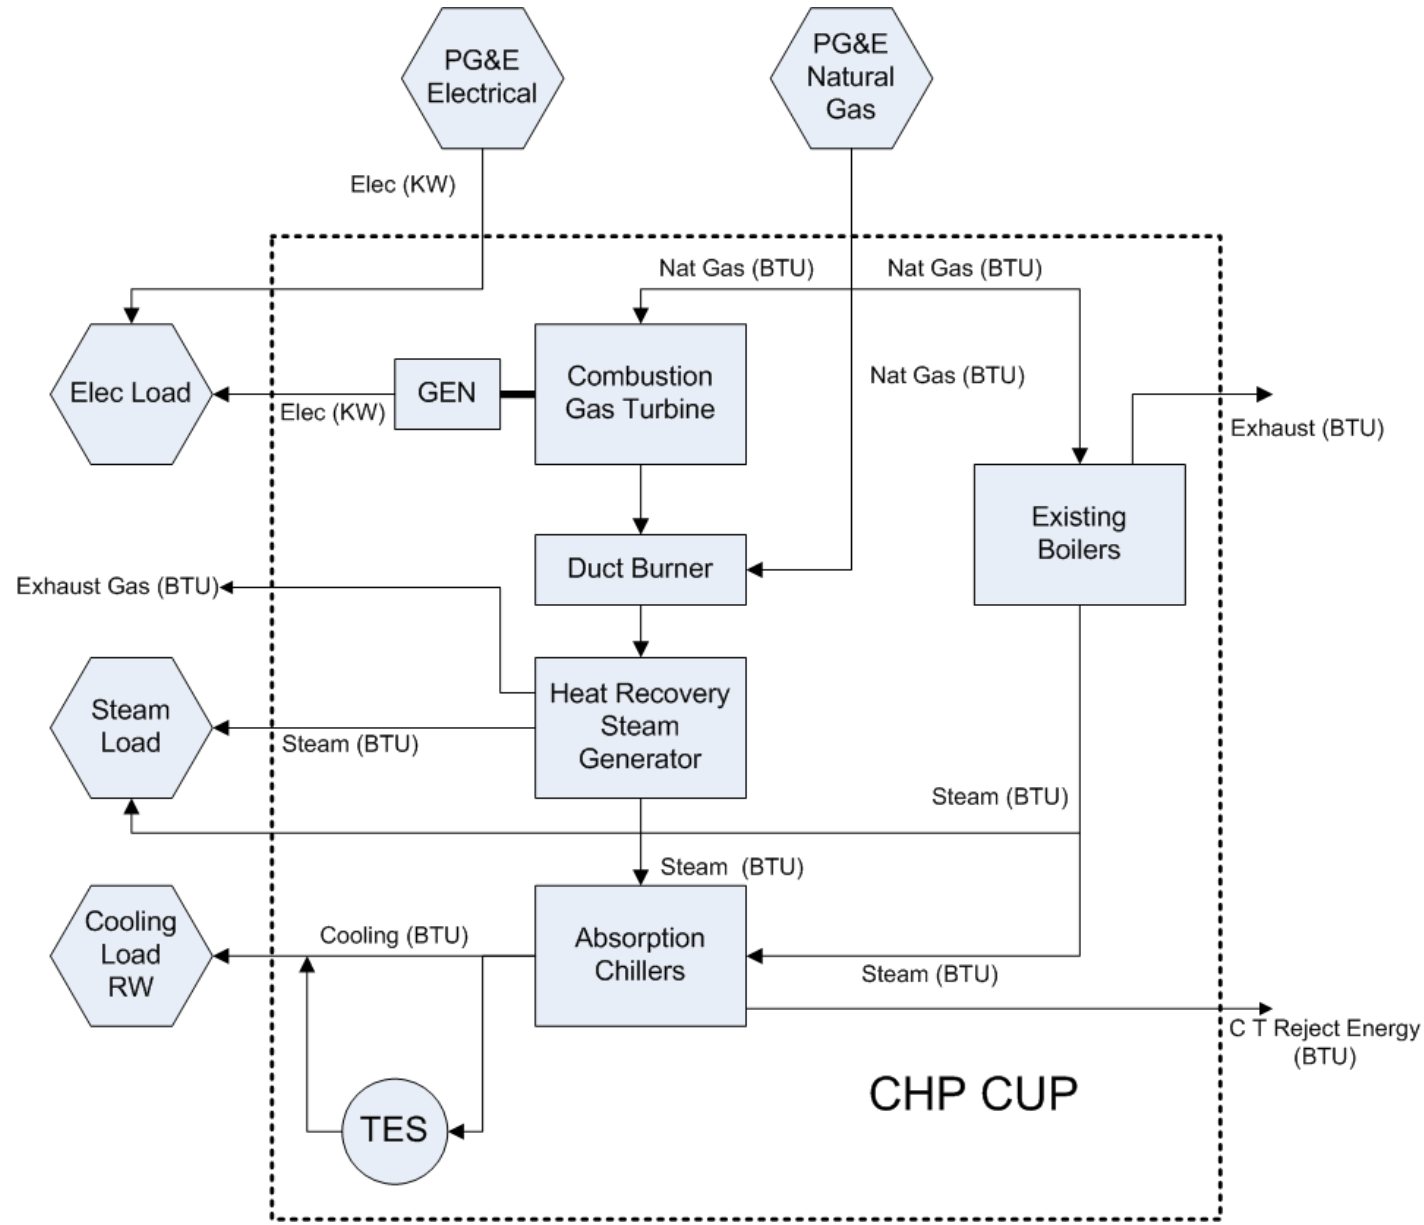 PG&E
Electrical
PG&E
Natural
Gas
Elec (KW)
Nat Gas (BTU)
Nat Gas (BTU)
Elec Load
GEN
Elec (KW)
Combustion
Gas Turbine
Nat Gas (BTU)
Exhaust (BTU)
Existing
Boilers
Duct Burner
Exhaust Gas (BTU)
Steam
Load
Steam (BTU)
Heat Recovery
Steam
Generator
Steam (BTU)
Steam (BTU)
Cooling
Load
RW
Cooling (BTU)
Absorption
Chillers
Steam (BTU)
C T Reject Energy
(BTU)
CHP CUP
TES